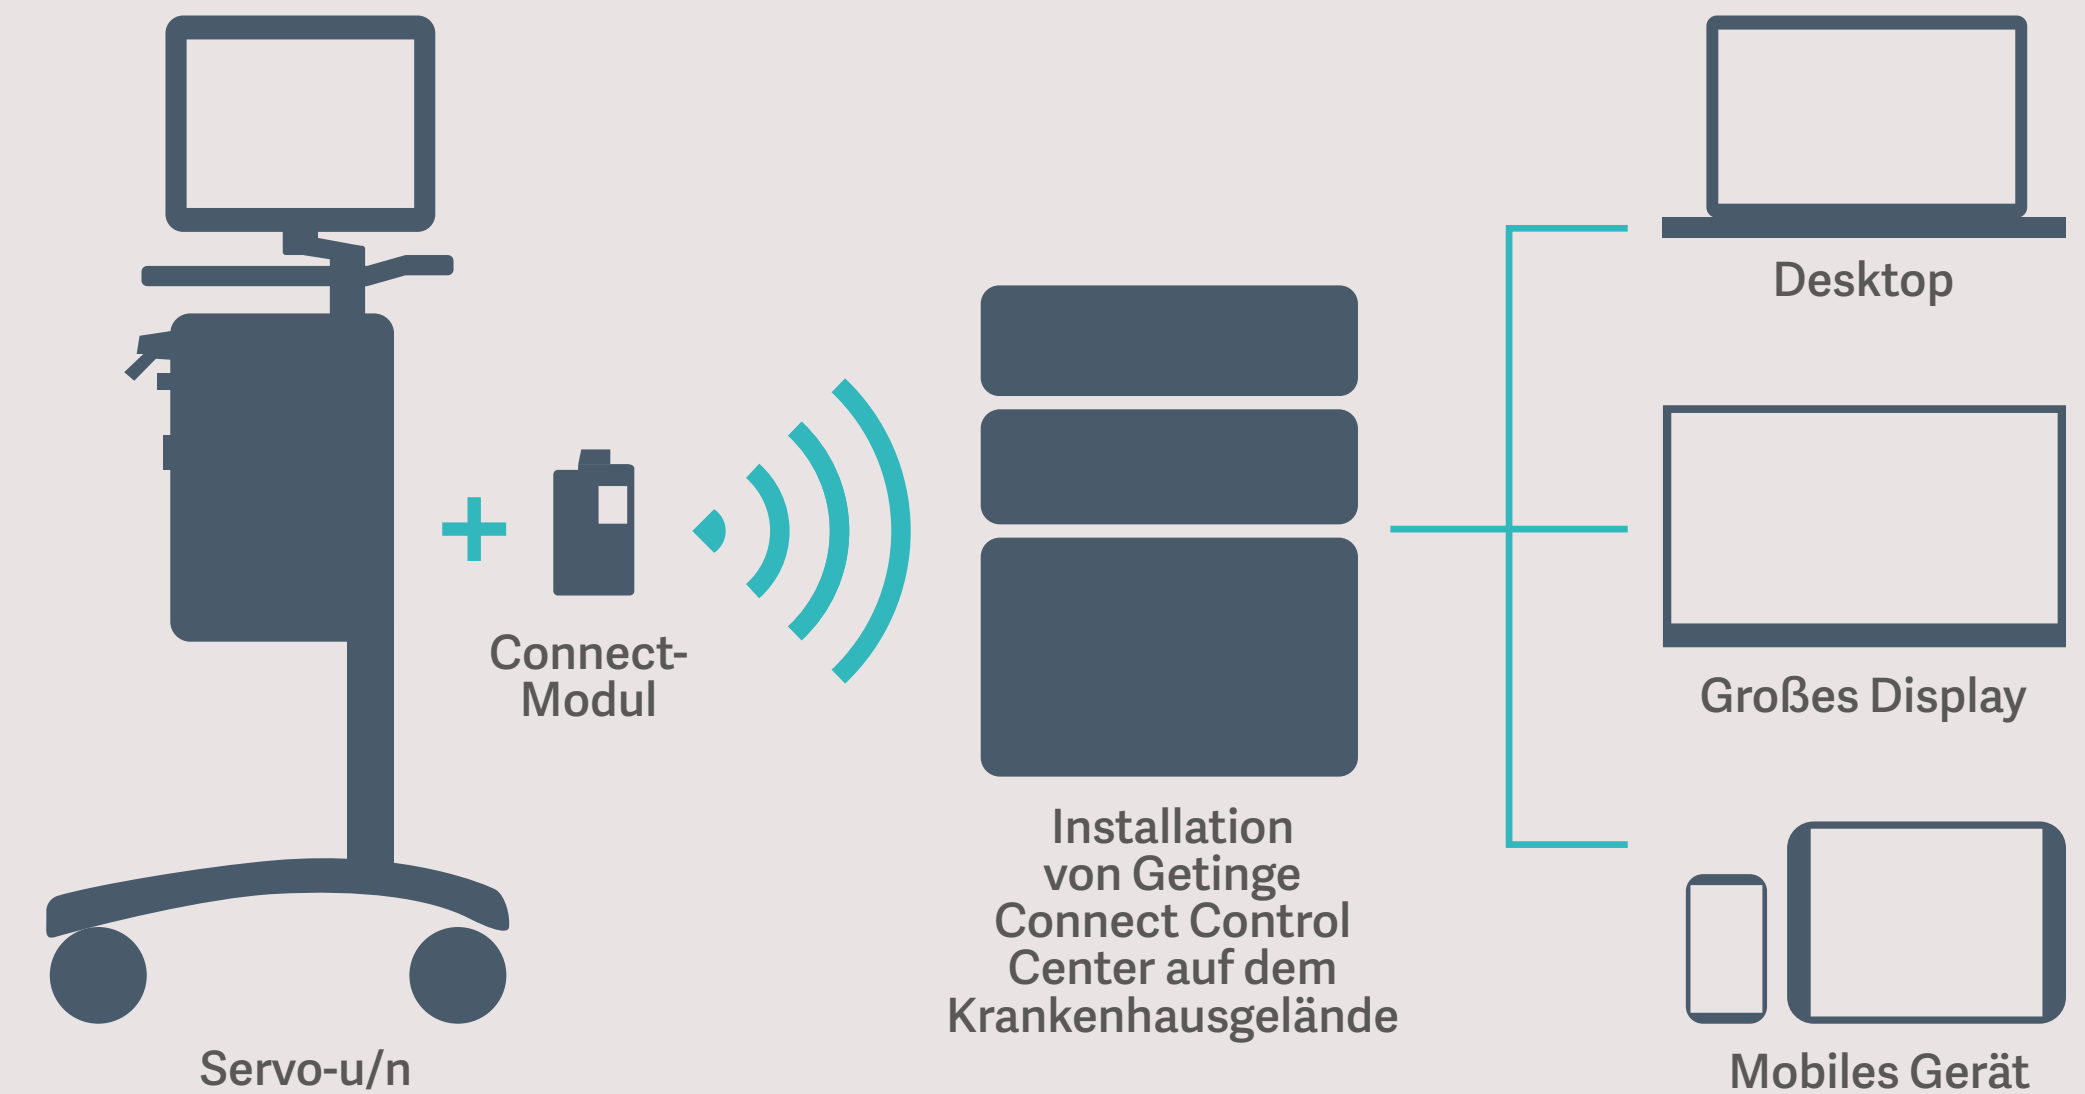 Servo-u/n
Connect-
Modul
Installation
von Getinge
Connect Control
Center auf dem
Krankenhausgelände
Desktop
Großes Display
Mobiles Gerät